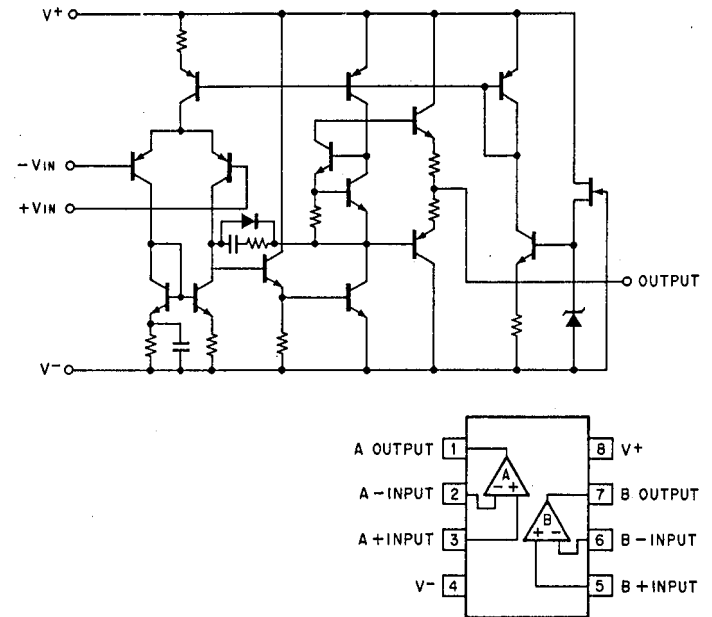 V+
-VIN
+VIN
OUTPUT
V-
A OUTPUT 1
8 V+
A
- +
A-INPUT 2
7 B OUTPUT
B
+ -
A+INPUT 3
6 B-INPUT
V- 4
5 B+INPUT